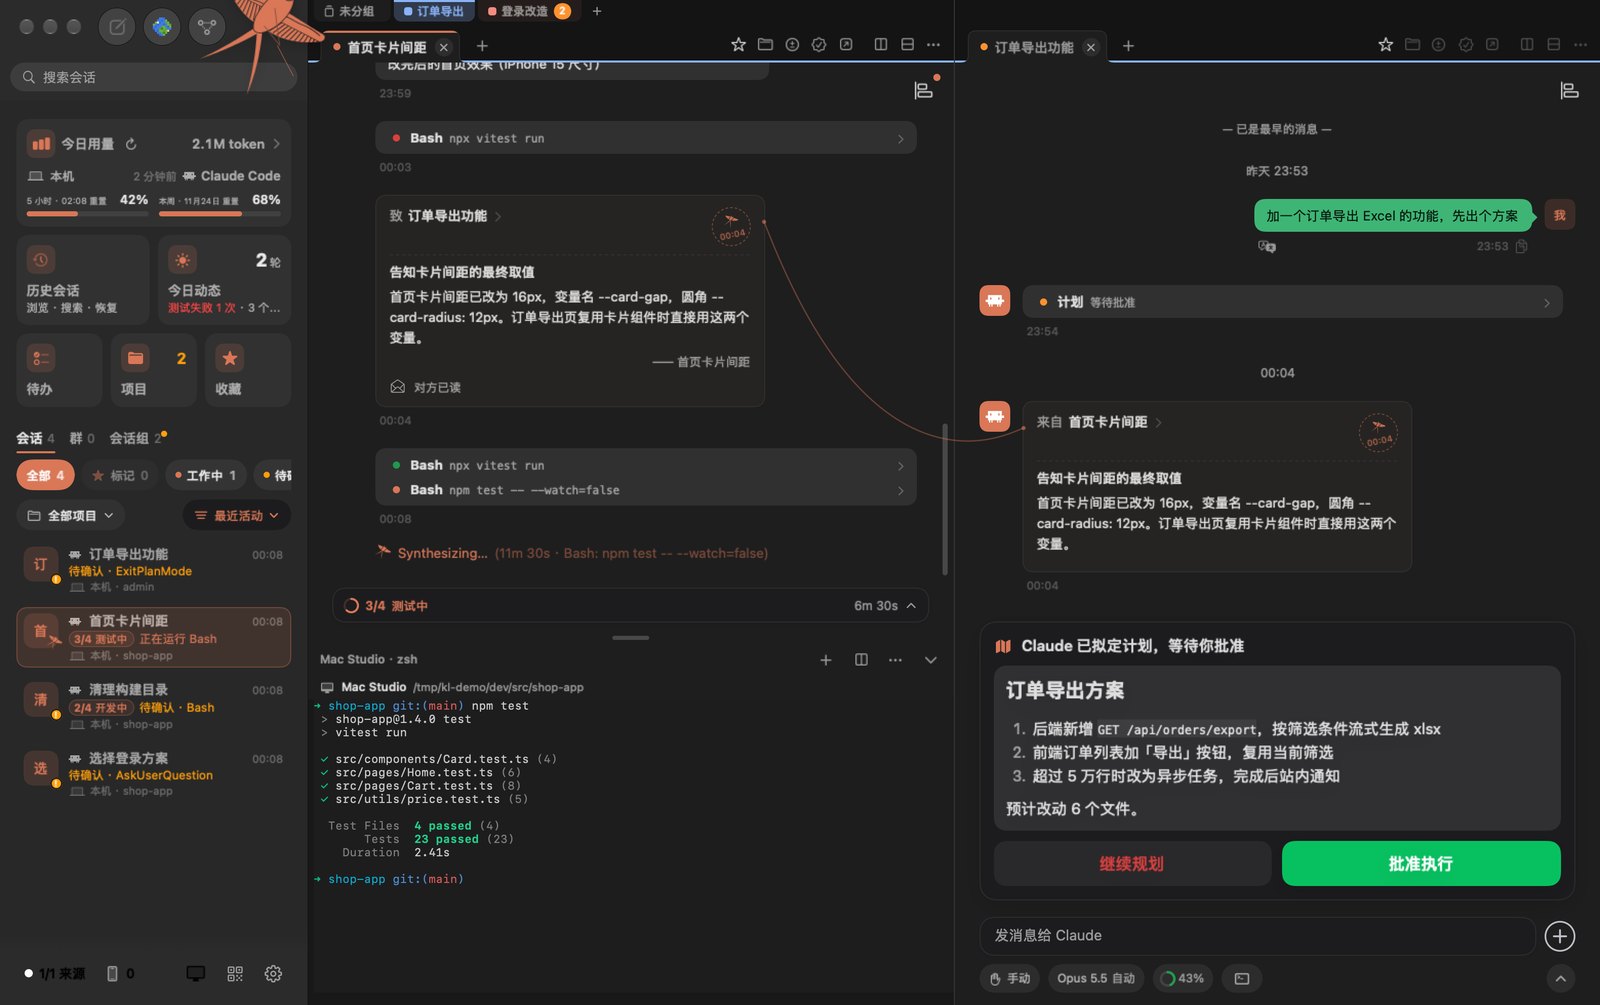 搜索会话
今日用量
2.1M token
本机
2 分钟前
Claude Code
5 小时 · 02:08 重置
42%
本周 · 11月24日 重置
68%
历史会话
浏览 · 搜索 · 恢复
2 轮
今日动态
测试失败 1 次 · 3 个...
待办
2
项目
收藏
会话 4
群 0
会话组 2
全部 4
标记 0
工作中 1
全部项目
最近活动
订
订单导出功能
00:08
待确认 · ExitPlanMode
本机 · admin
首
首页卡片间距
00:08
3/4 测试中
正在运行 Bash
本机 · shop-app
清
清理构建目录
00:08
2/4 开发中
待确认 · Bash
本机 · shop-app
选
选择登录方案
00:08
待确认 · AskUserQuestion
本机 · shop-app
1/1 来源
0
未分组
订单导出
登录改造 2
首页卡片间距
改完后的首页效果（iPhone 15 尺寸）
23:59
Bash npx vitest run
00:03
致 订单导出功能
00:04
告知卡片间距的最终取值
首页卡片间距已改为 16px，变量名 --card-gap，圆角 --
card-radius: 12px。订单导出页复用卡片组件时直接用这两个
变量。
—— 首页卡片间距
对方已读
00:04
Bash npx vitest run
Bash npm test -- --watch=false
00:08
Synthesizing... (11m 30s · Bash: npm test -- --watch=false)
3/4 测试中
6m 30s
Mac Studio · zsh
Mac Studio /tmp/kl-demo/dev/src/shop-app
➜ shop-app git:(main) npm test
> shop-app@1.4.0 test
> vitest run
✓ src/components/Card.test.ts (4)
✓ src/pages/Home.test.ts (6)
✓ src/pages/Cart.test.ts (8)
✓ src/utils/price.test.ts (5)
Test Files 4 passed (4)
Tests 23 passed (23)
Duration 2.41s
➜ shop-app git:(main)
订单导出功能
— 已是最早的消息 —
昨天 23:53
加一个订单导出 Excel 的功能，先出个方案
我
23:53
计划 等待批准
23:54
00:04
来自 首页卡片间距
00:04
告知卡片间距的最终取值
首页卡片间距已改为 16px，变量名 --card-gap，圆角 --
card-radius: 12px。订单导出页复用卡片组件时直接用这两个
变量。
00:04
Claude 已拟定计划，等待你批准
订单导出方案
1. 后端新增 GET /api/orders/export，按筛选条件流式生成 xlsx
2. 前端订单列表加「导出」按钮，复用当前筛选
3. 超过 5 万行时改为异步任务，完成后站内通知
预计改动 6 个文件。
继续规划
批准执行
发消息给 Claude
手动
Opus 5.5 自动
43%